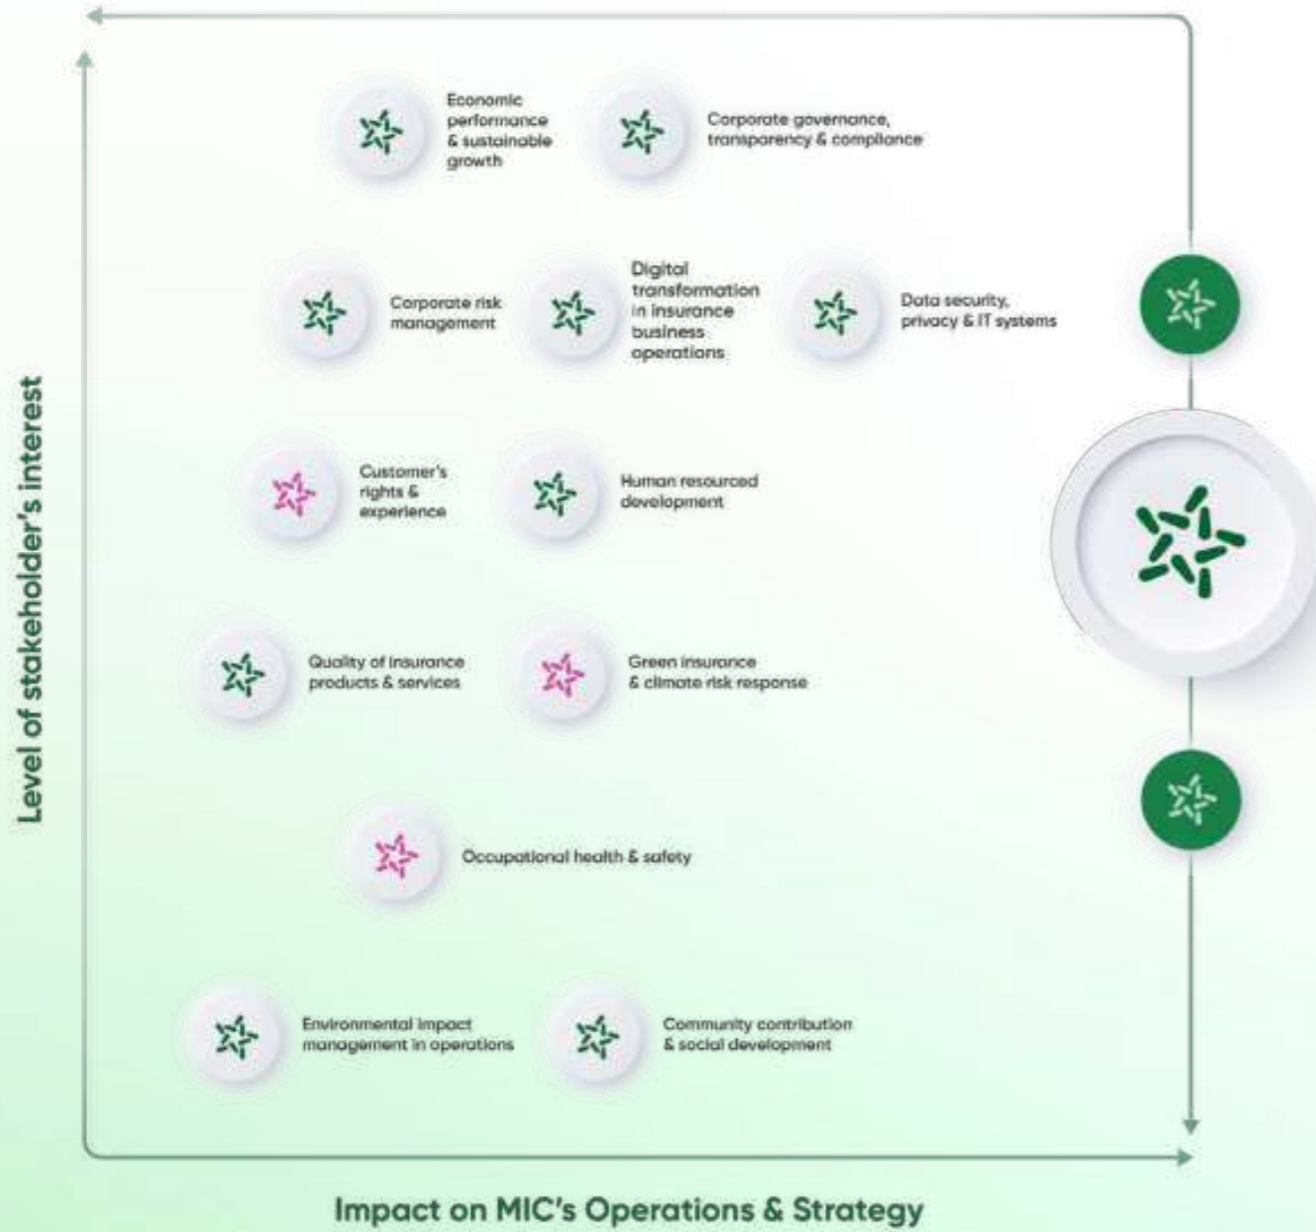 Economic
performance
& sustainable
growth
Corporate governance,
transparency & compliance
Corporate risk
management
Digital
transformation
in insurance
business
operations
Data security,
privacy & IT systems
Customer's
rights &
experience
Human resourced
development
Quality of insurance
products & services
Green insurance
& climate risk response
Occupational health & safety
Environmental impact
management in operations
Community contribution
& social development
Level of stakeholder's interest
Impact on MIC's Operations & Strategy